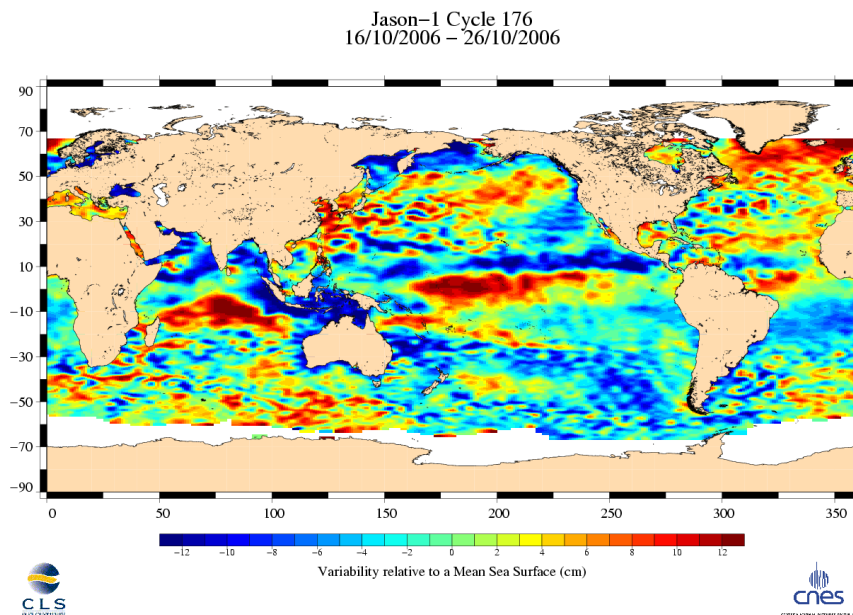 Jason−1 Cycle 176
16/10/2006 − 26/10/2006
90
70
50
30
10
−10
−30
−50
−70
−90
0 50 100 150 200 250 300 350
−12 −10 −8 −6 −4 −2 0 2 4 6 8 10 12
Variability relative to a Mean Sea Surface (cm)
CLS
cnes